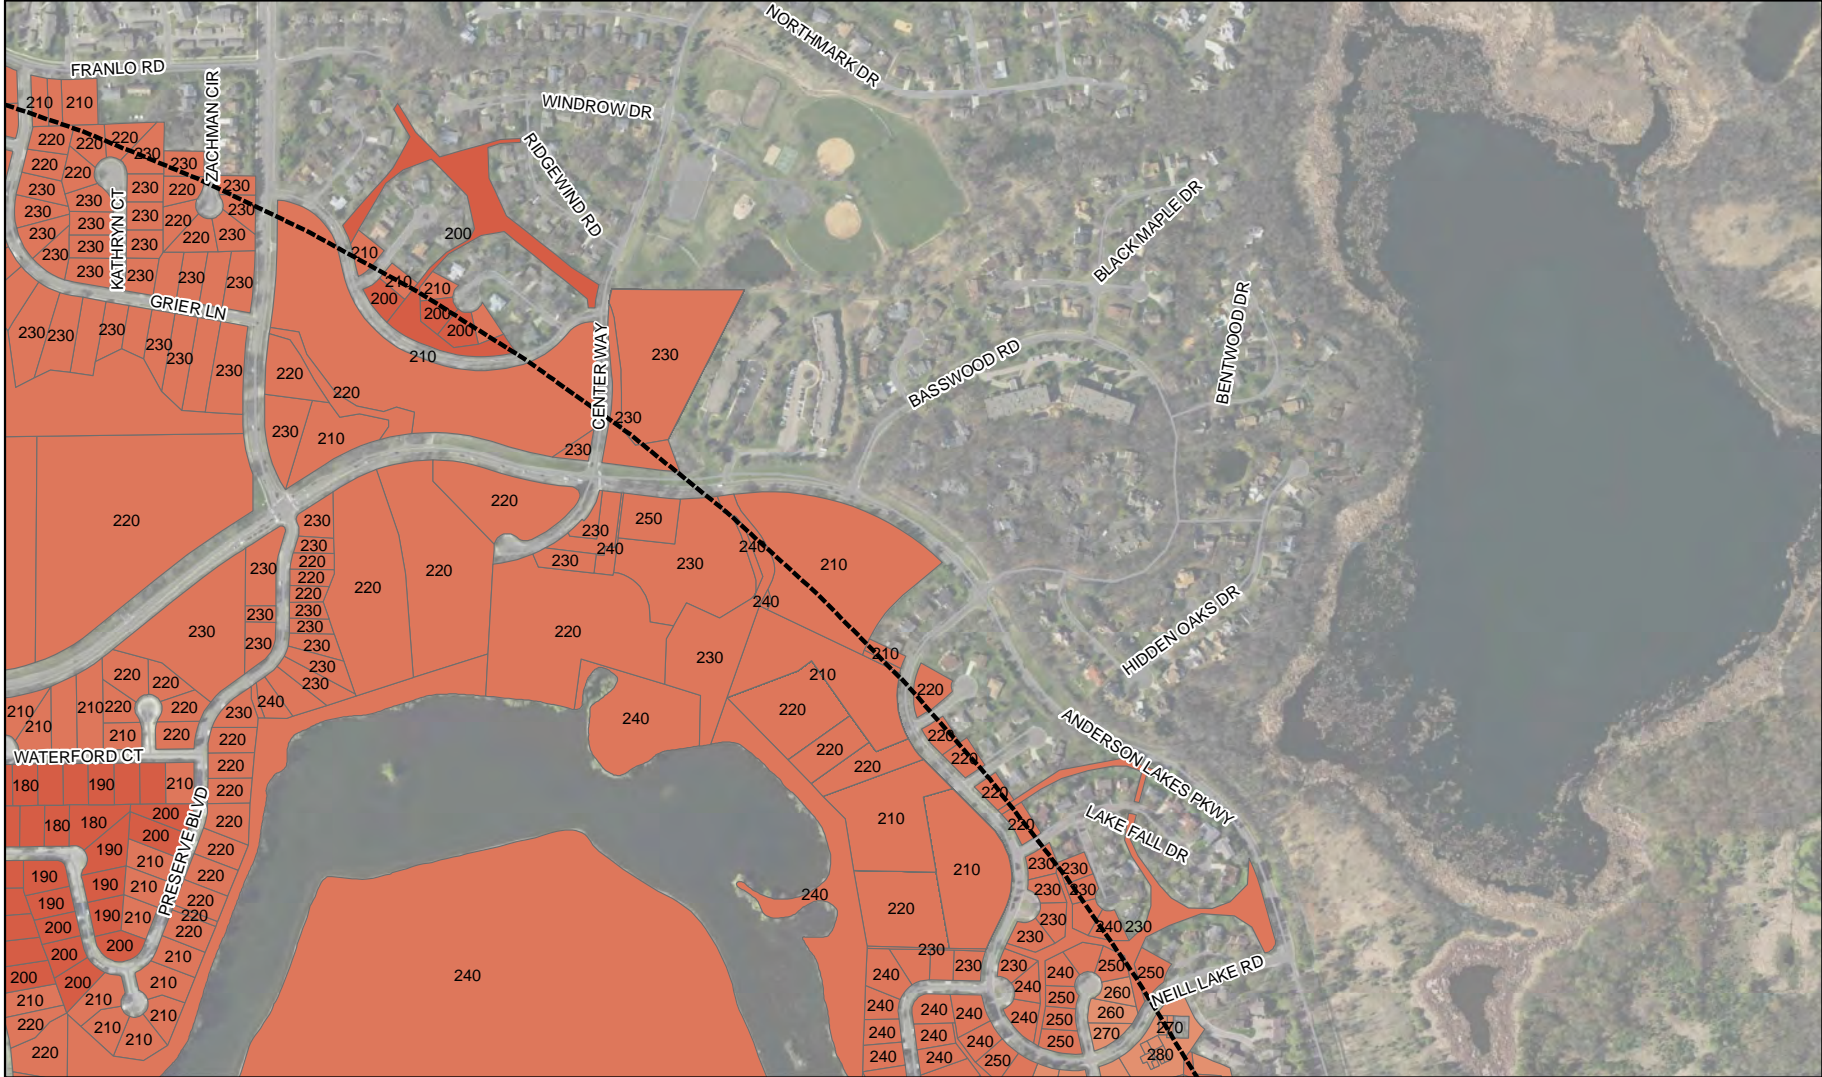 NORTHMARK DR
FRANLO RD
ZACHMAN CIR
WINDROW DR
RIDGEWIND RD
KATHRYN CT
GRIER LN
CENTER WAY
BLACK MAPLE DR
BENTWOOD DR
BASSWOOD RD
HIDDEN OAKS DR
ANDERSON LAKES PKWY
LAKE FALL DR
NEILL LAKE RD
WATERFORD CT
PRESERVE BLVD
210 210
220 220 220
230
220 220 230
230 230 220 230
230 230 230 220 230
230 230 230 220 230
230 230 230
230 230 230 230
230 230 230 230 230 230
200
210
210 210
200 200 200
210
220 220
230 210
230
230 230
220
220
230 240 230
250
230
240
210
240
220 220
220
230
230
230 220 220 220 230 230 230 230 230
230 230 230
210
210
220
220
220
220
240
220 220
210 220 220
210 210 210 220
230 240
220 220 220 220 220 220 220 220 220
180 190 210
180 180 200 200
190 210
190 190 210
190 190 210
200 200
200 200
200 210
210 210 210
220 210 210 210
220
240
240
210
210
220
230
220 220 220 220 220
230 230
230 230
230 240 230
230
240 230 230 240 250 250
240 240 240 240 250 260
240 240 240 250 260 270
240 240 250 250 270 280